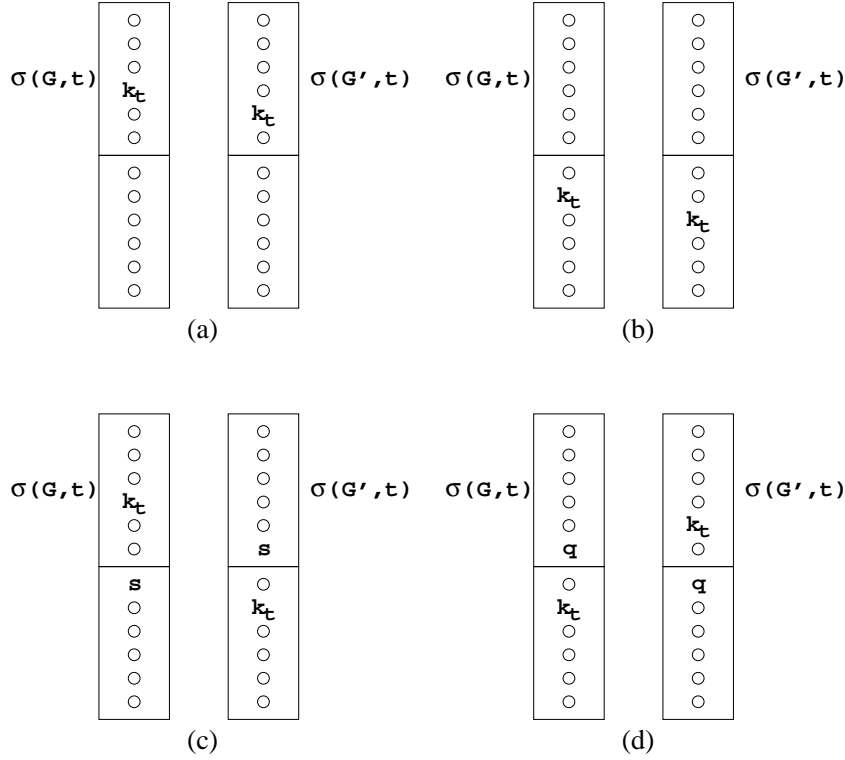 σ(G,t) k_t k_t σ(G',t)
(a)
σ(G,t) k_t k_t σ(G',t)
(b)
σ(G,t) k_t s s k_t σ(G',t)
(c)
σ(G,t) q k_t k_t q σ(G',t)
(d)